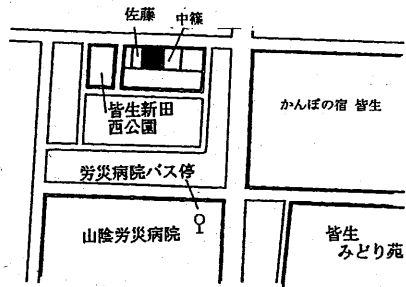 佐藤
中篠
皆生新田
西公園
かんぽの宿 皆生
労災病院バス停
山陰労災病院
皆生
みどり苑